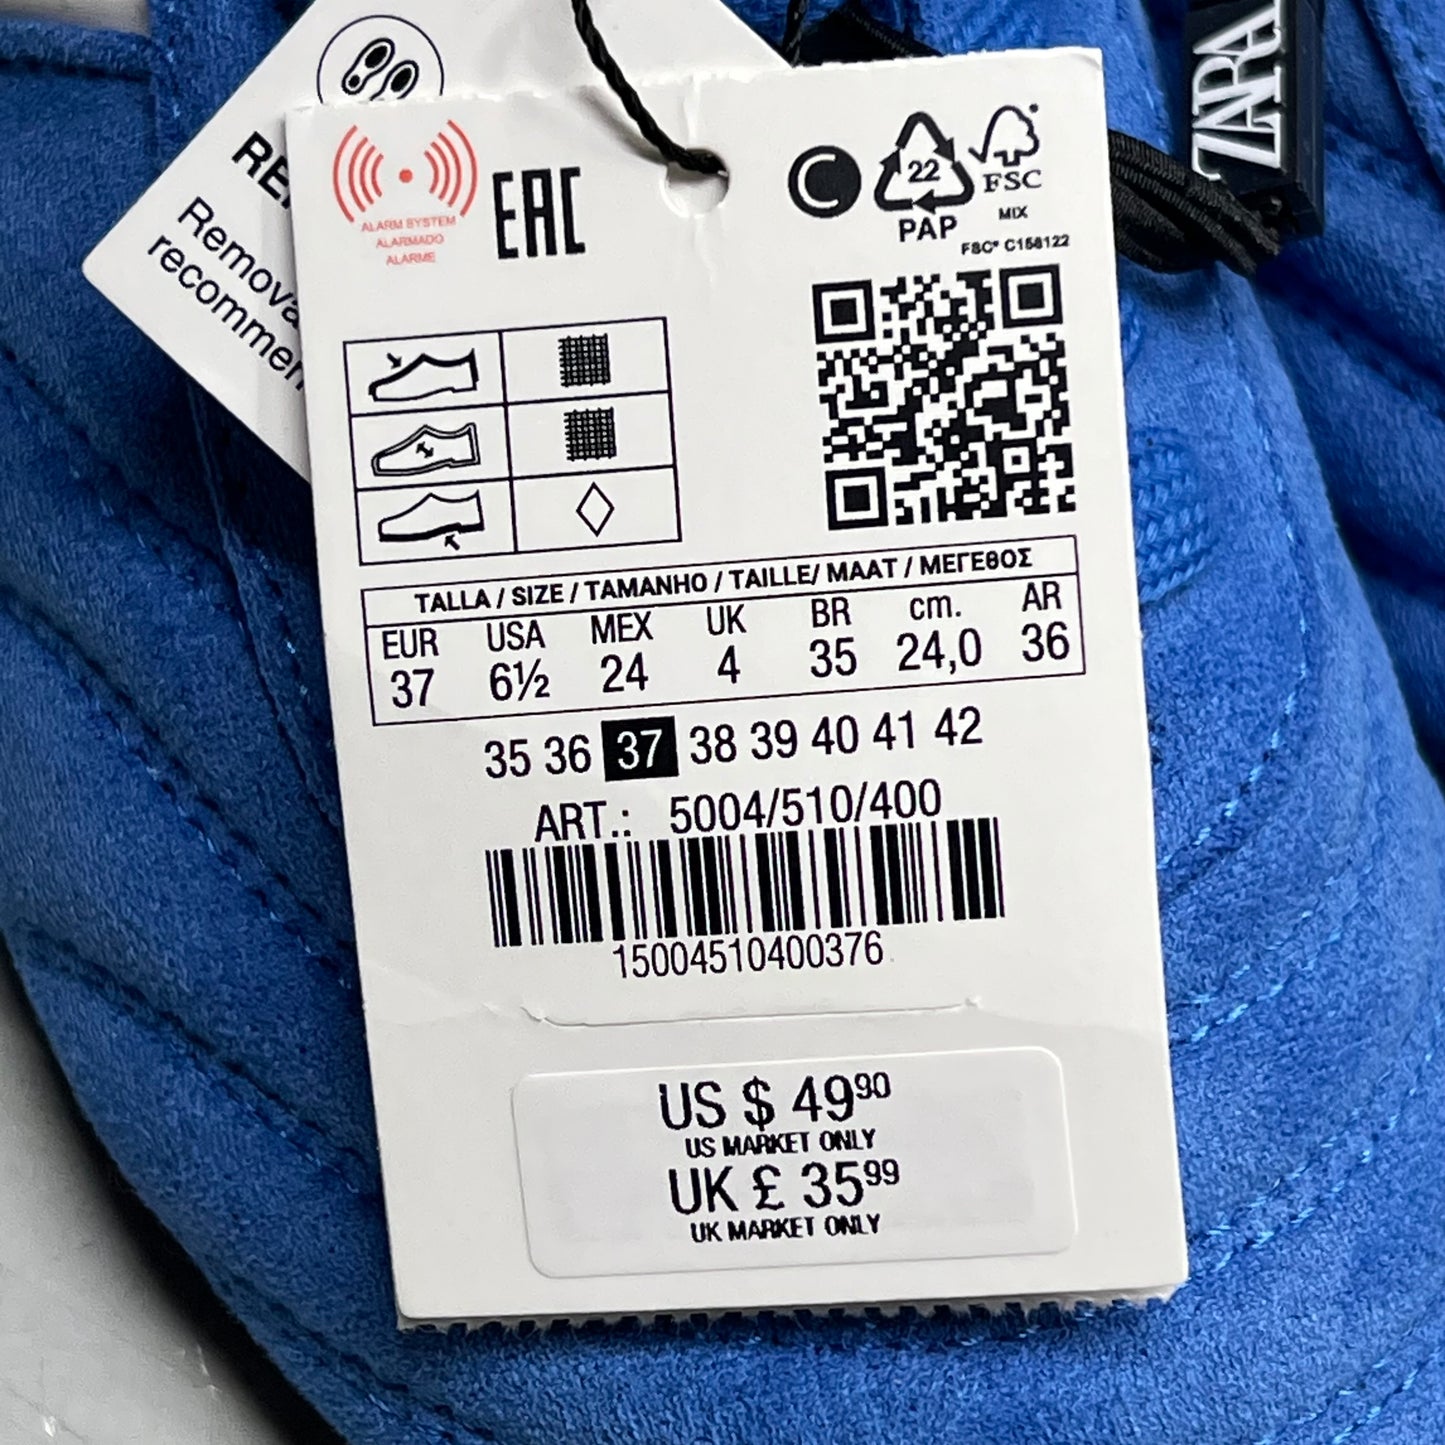 ZARA
RE
Remova
recommen
ALARM SYSTEM
ALARMADO
ALARME
EAC
C
22
PAP
FSC
MIX
FSC® C158122
TALLA / SIZE / TAMANHO / TAILLE/ MAAT / ΜΕΓΕΘΟΣ
EUR USA MEX UK BR cm. AR
37 6½ 24 4 35 24,0 36
35 36 37 38 39 40 41 42
ART.: 5004/510/400
15004510400376
US $ 49⁹⁰
US MARKET ONLY
UK £ 35⁹⁹
UK MARKET ONLY